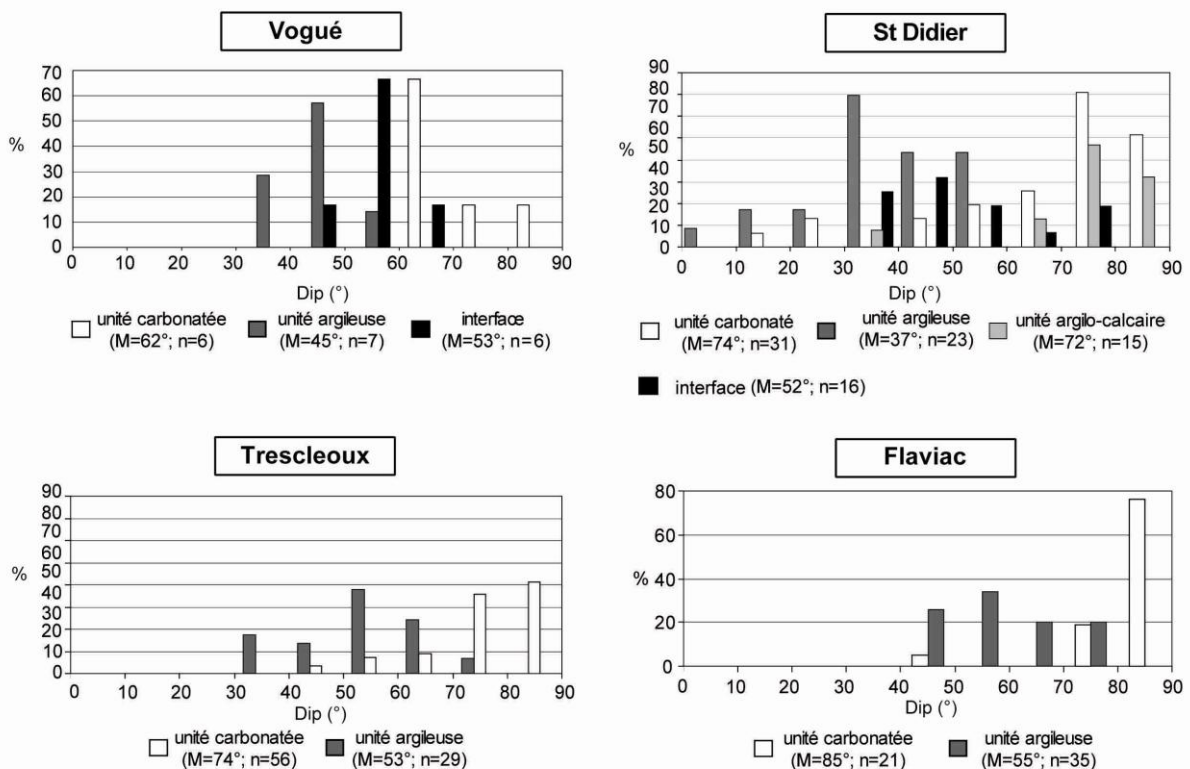 Vogué
70
60
50
40
30
20
10
0
%
0 10 20 30 40 50 60 70 80 90
Dip (°)
unité carbonatée
(M=62°; n=6)
unité argileuse
(M=45°; n=7)
interface
(M=53°; n=6)
St Didier
90
80
70
60
50
40
30
20
10
0
%
0 10 20 30 40 50 60 70 80 90
Dip (°)
unité carbonaté
(M=74°; n=31)
unité argileuse
(M=37°; n=23)
unité argilo-calcaire
(M=72°; n=15)
interface (M=52°; n=16)
Trescleoux
90
80
70
60
50
40
30
20
10
0
%
0 10 20 30 40 50 60 70 80 90
Dip (°)
unité carbonatée
(M=74°; n=56)
unité argileuse
(M=53°; n=29)
Flaviac
80
60
40
20
0
%
0 10 20 30 40 50 60 70 80 90
Dip (°)
unité carbonatée
(M=85°; n=21)
unité argileuse
(M=55°; n=35)